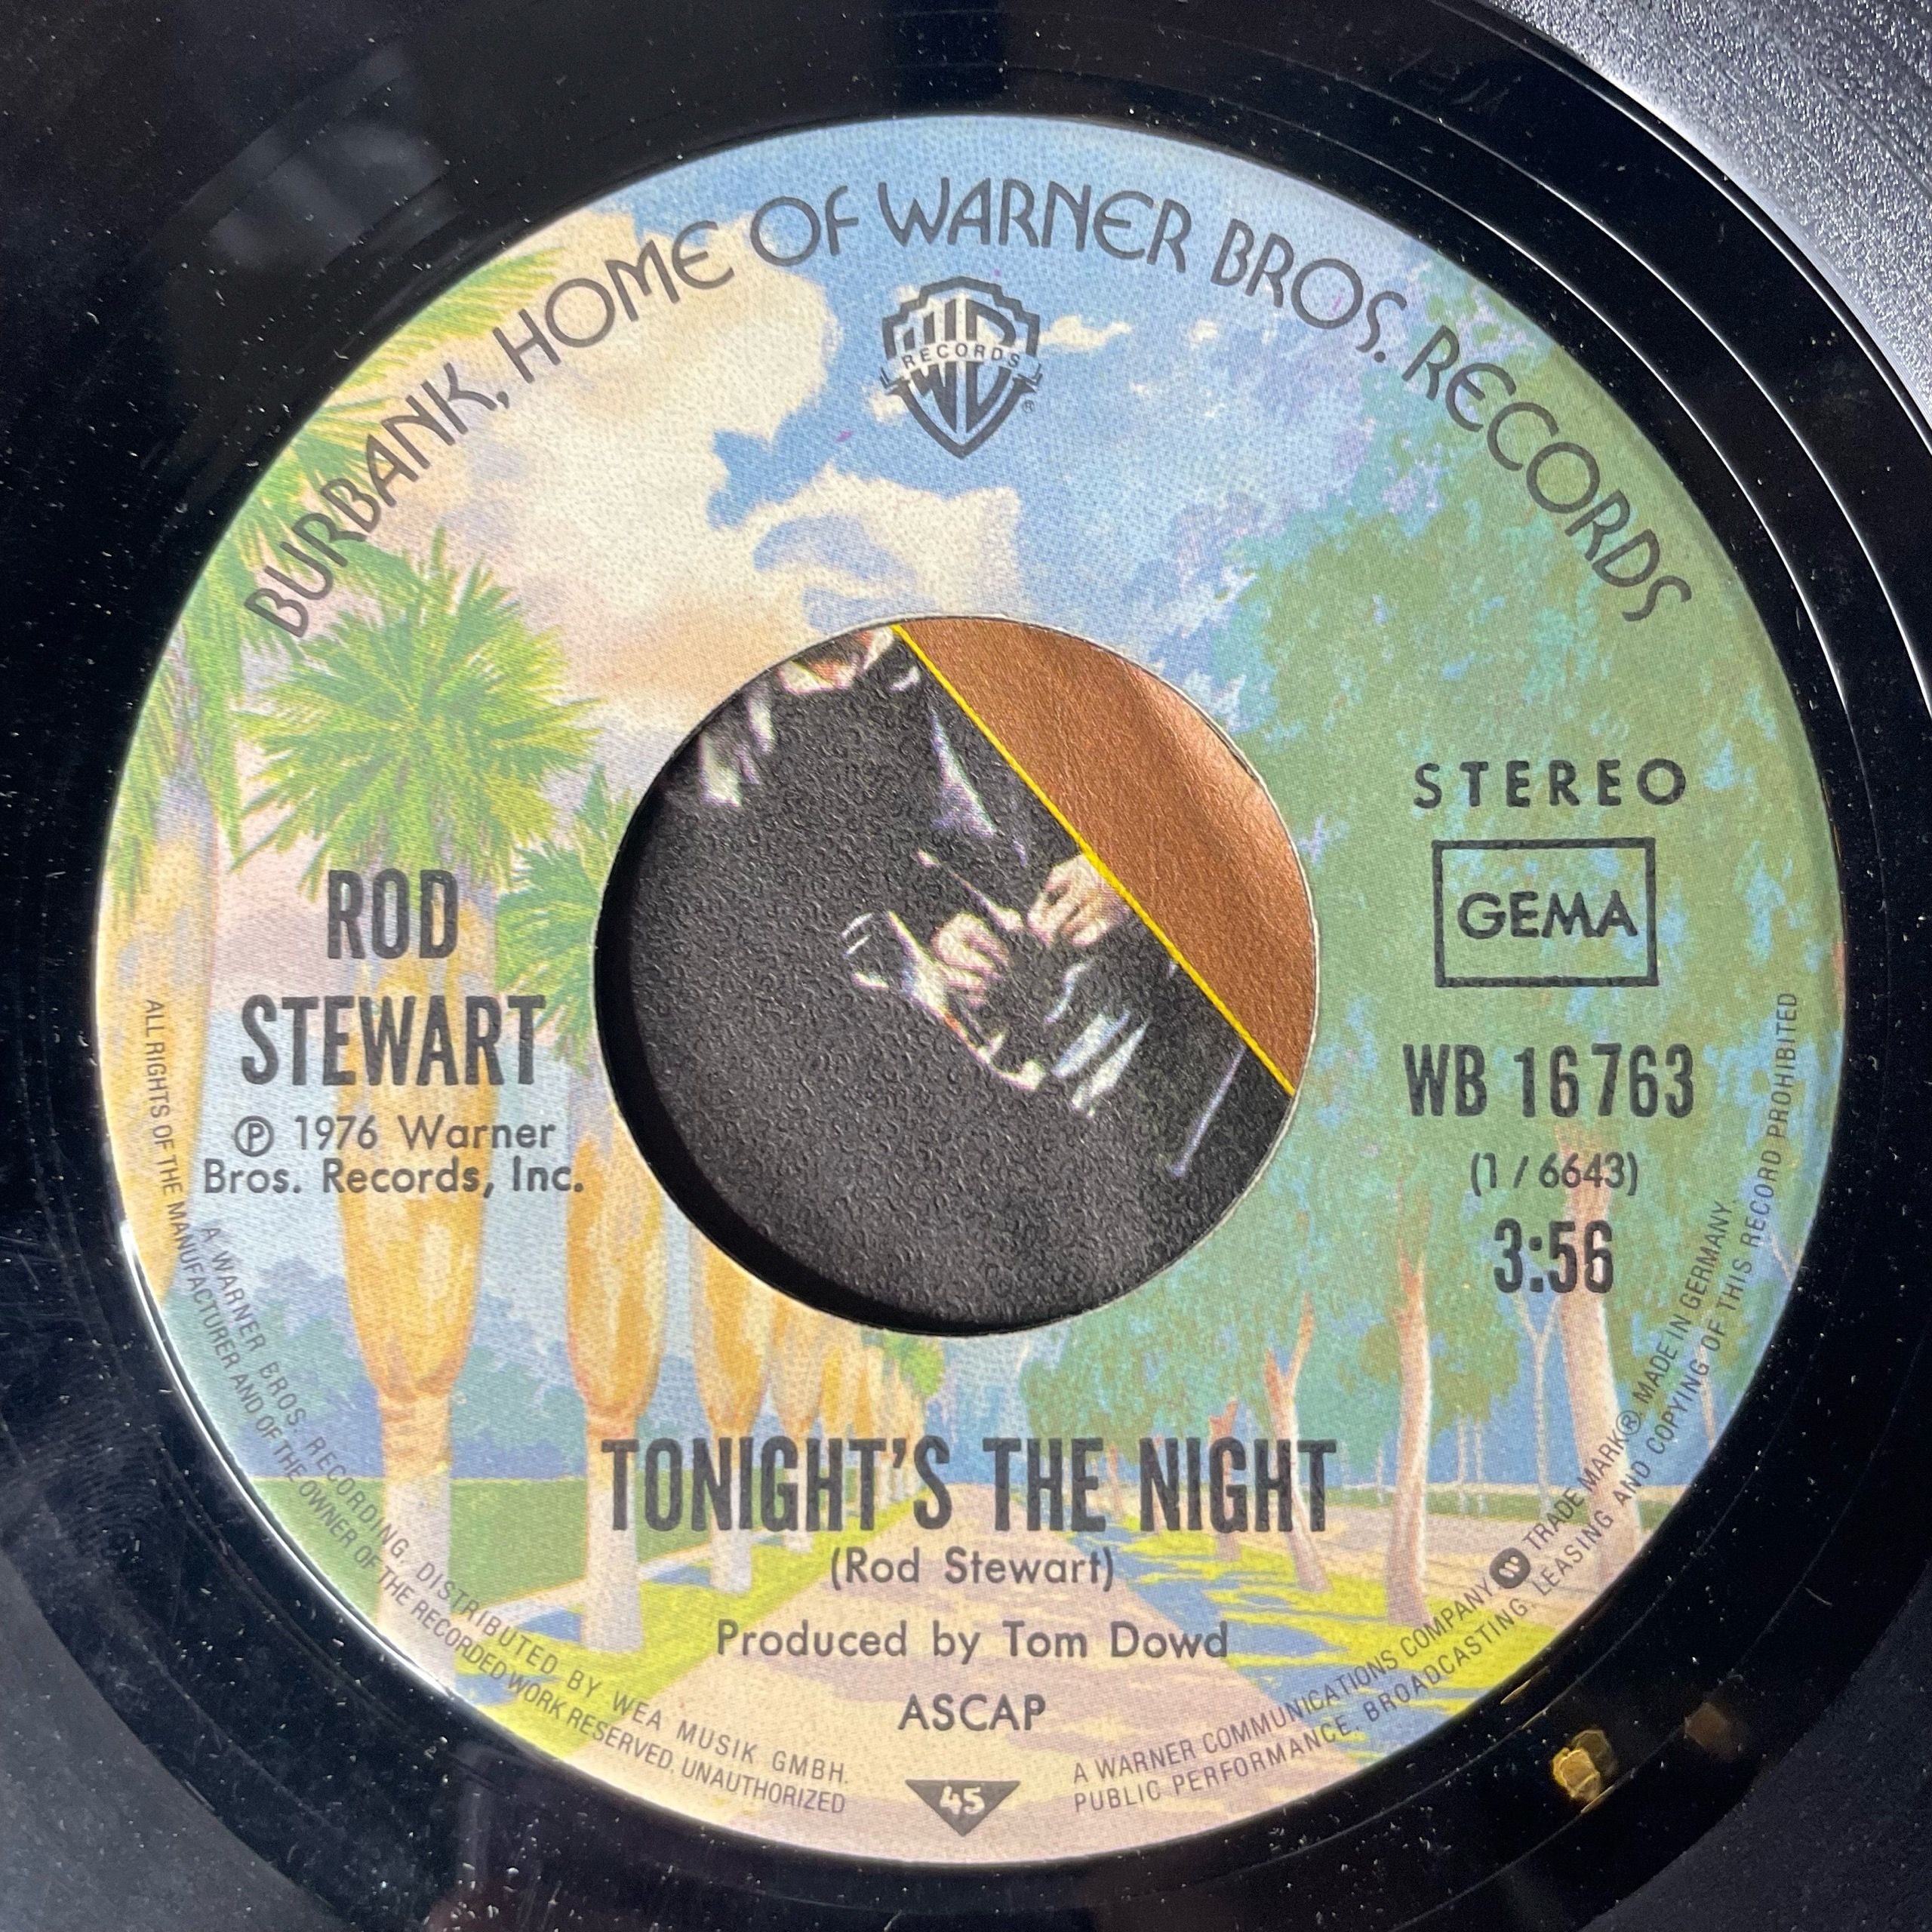 BURBANK, HOME OF WARNER BROS. RECORDS
WB
RECORDS
®
STEREO
GEMA
ROD
STEWART
Ⓟ 1976 Warner
Bros. Records, Inc.
WB 16 763
(1 / 6643)
3:56
TONIGHT'S THE NIGHT
(Rod Stewart)
Produced by Tom Dowd
ASCAP
45
A WARNER BROS. RECORDING. DISTRIBUTED BY WEA MUSIK GMBH. A WARNER COMMUNICATIONS COMPANY. W TRADE MARK®. MADE IN GERMANY.
ALL RIGHTS OF THE MANUFACTURER AND OF THE OWNER OF THE RECORDED WORK RESERVED. UNAUTHORIZED PUBLIC PERFORMANCE, BROADCASTING, LEASING AND COPYING OF THIS RECORD PROHIBITED